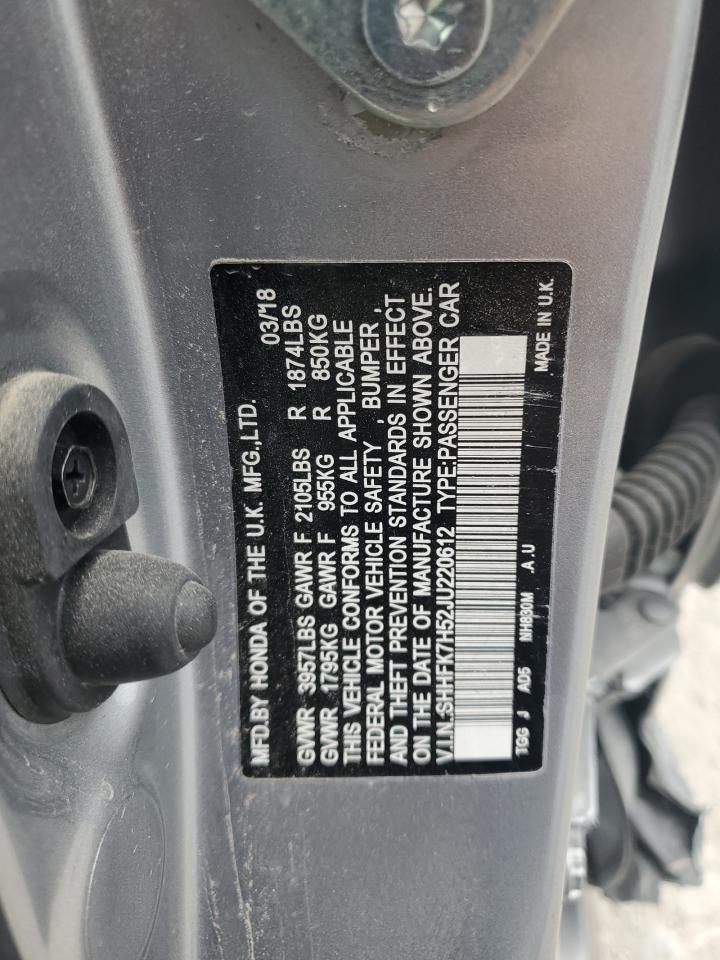 MFD.BY HONDA OF THE U.K. MFG.,LTD. 03/18
GVWR 3957LBS GAWR F 2105LBS R 1874LBS
GVWR 1795KG GAWR F 955KG R 850KG
THIS VEHICLE CONFORMS TO ALL APPLICABLE
FEDERAL MOTOR VEHICLE SAFETY , BUMPER ,
AND THEFT PREVENTION STANDARDS IN EFFECT
ON THE DATE OF MANUFACTURE SHOWN ABOVE.
V.I.N.:SHHFK7H52JU220612 TYPE:PASSENGER CAR
TGG J A05 NH830M .A.U MADE IN U.K.